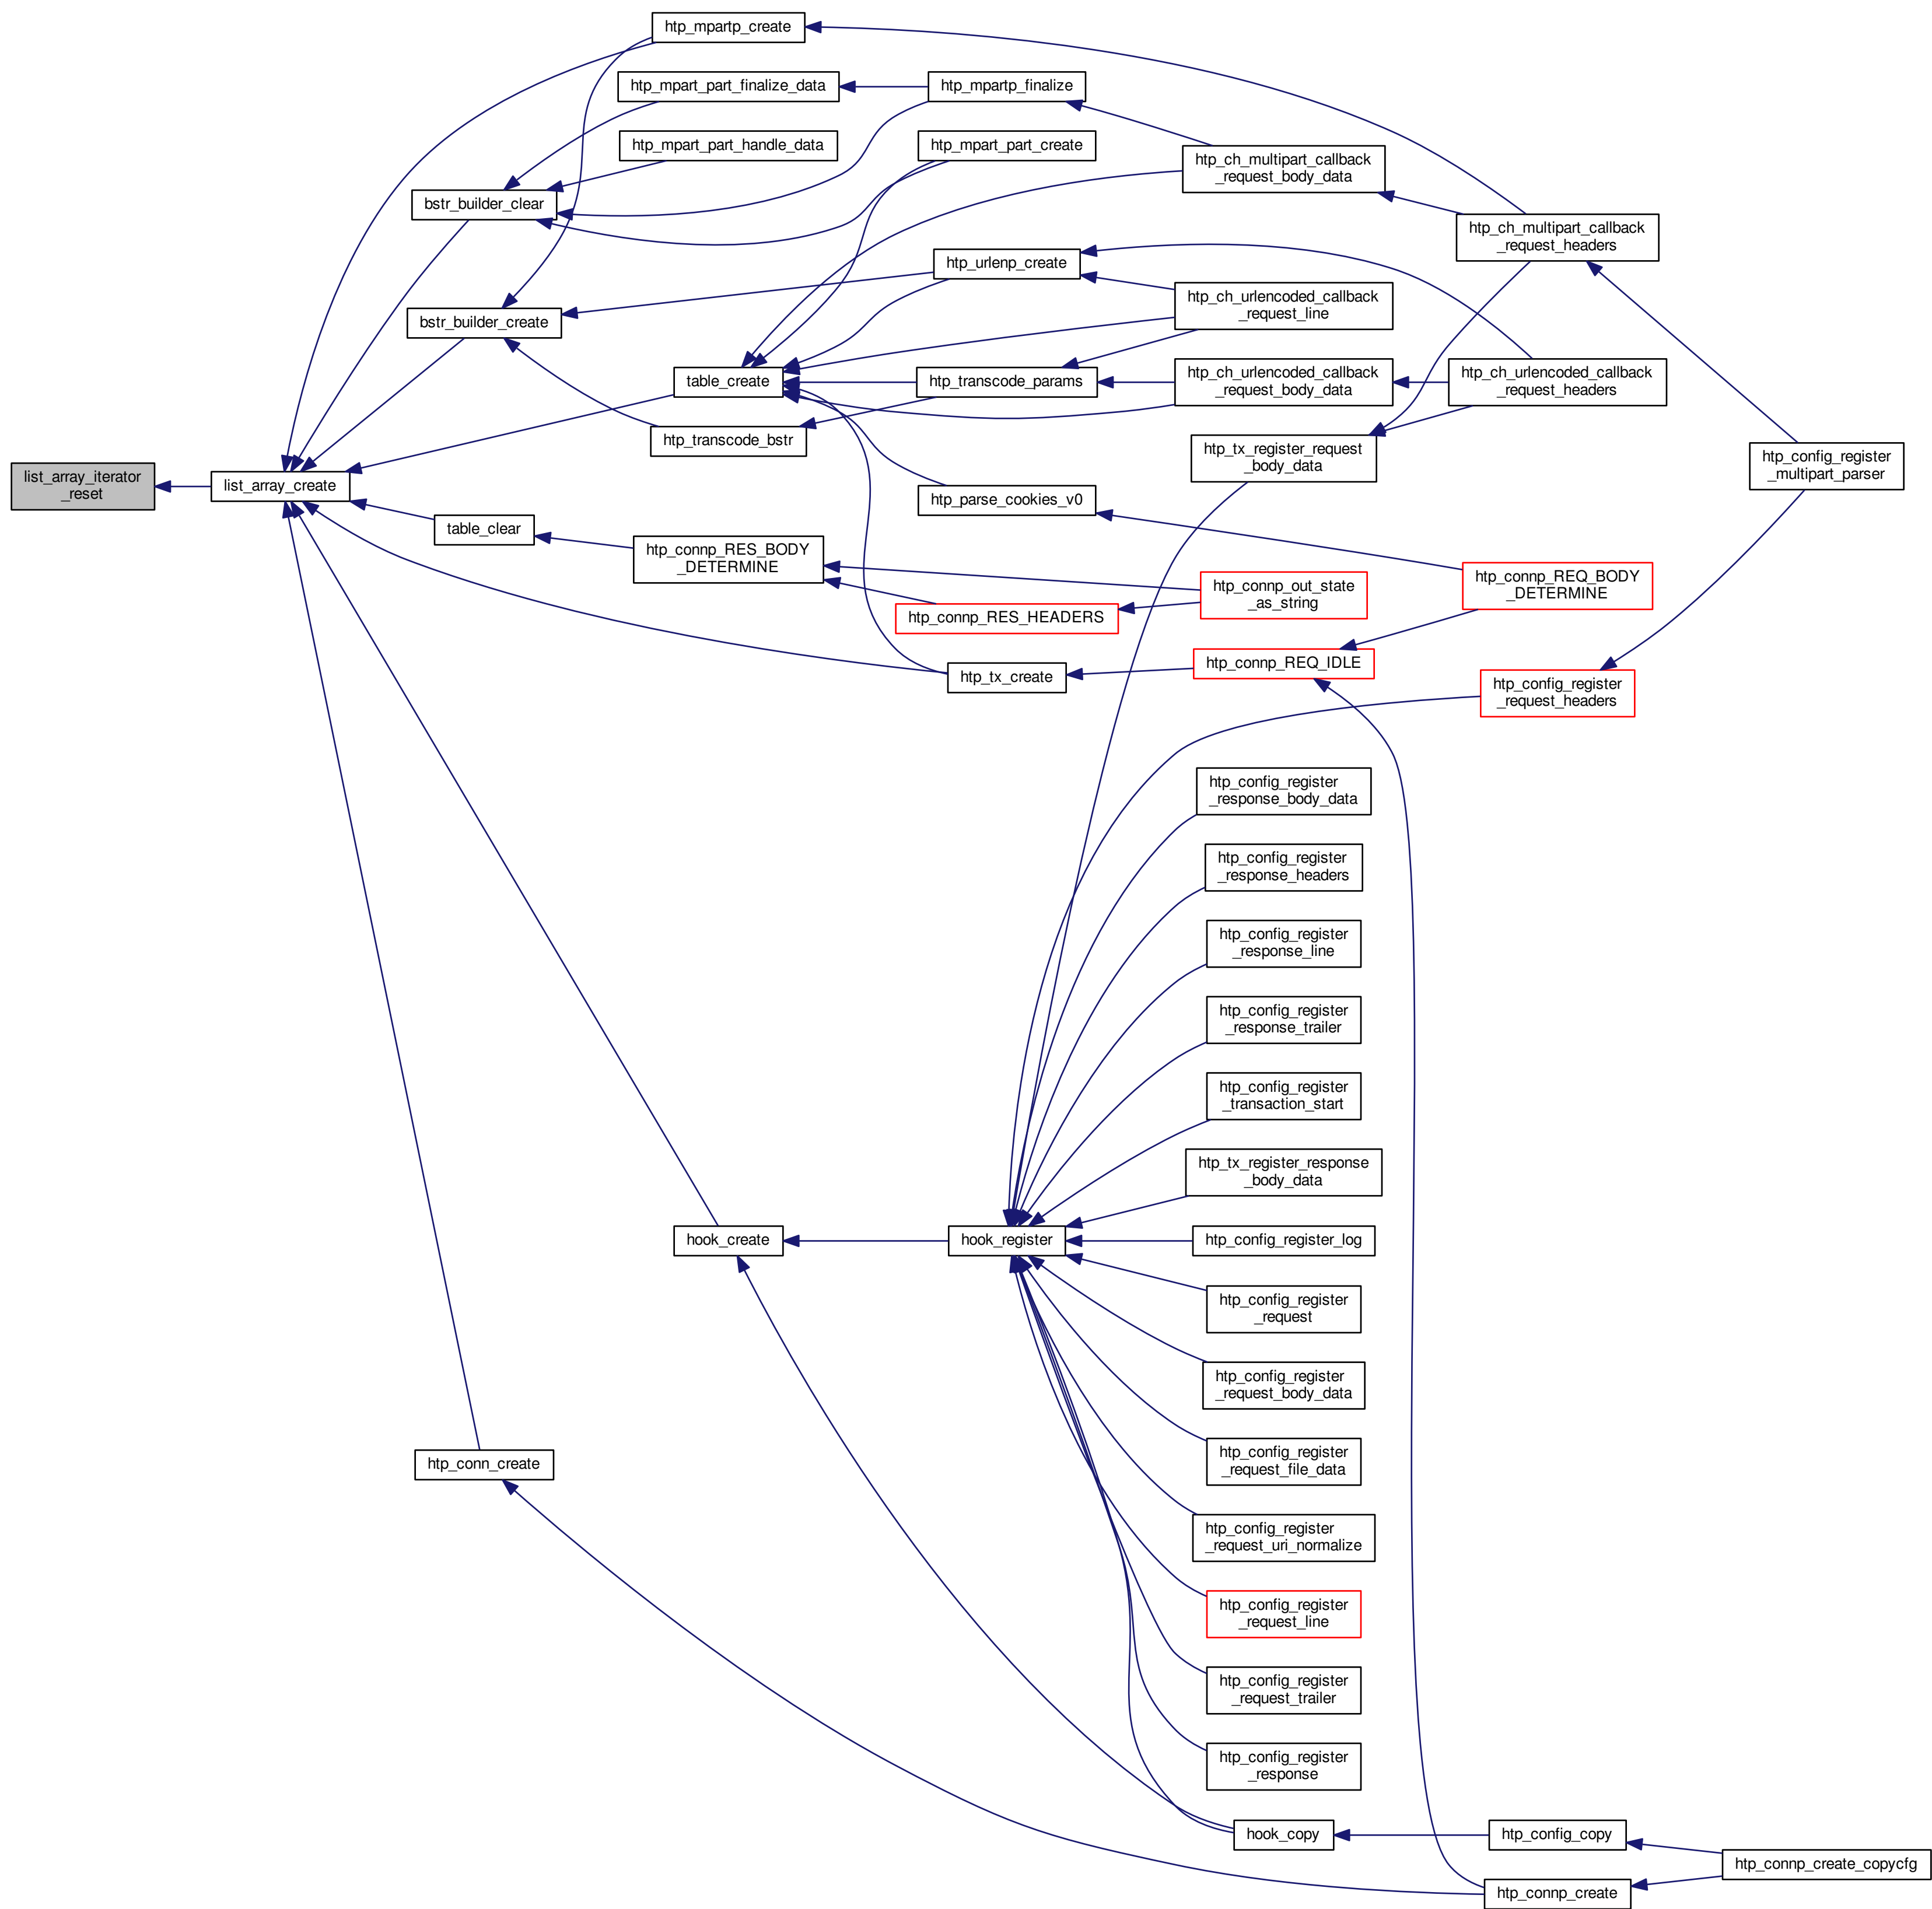 htp_mpartp_create
htp_mpart_part_finalize_data
htp_mpartp_finalize
htp_mpart_part_handle_data
htp_mpart_part_create
htp_ch_multipart_callback
_request_body_data
bstr_builder_clear
htp_ch_multipart_callback
_request_headers
htp_urlenp_create
htp_ch_urlencoded_callback
_request_line
bstr_builder_create
table_create
htp_transcode_params
htp_ch_urlencoded_callback
_request_body_data
htp_ch_urlencoded_callback
_request_headers
htp_transcode_bstr
htp_tx_register_request
_body_data
htp_config_register
_multipart_parser
list_array_iterator
_reset
list_array_create
htp_parse_cookies_v0
table_clear
htp_connp_RES_BODY
_DETERMINE
htp_connp_out_state
_as_string
htp_connp_REQ_BODY
_DETERMINE
htp_connp_RES_HEADERS
htp_connp_REQ_IDLE
htp_tx_create
htp_config_register
_request_headers
htp_config_register
_response_body_data
htp_config_register
_response_headers
htp_config_register
_response_line
htp_config_register
_response_trailer
htp_config_register
_transaction_start
htp_tx_register_response
_body_data
hook_create
hook_register
htp_config_register_log
htp_config_register
_request
htp_config_register
_request_body_data
htp_conn_create
htp_config_register
_request_file_data
htp_config_register
_request_uri_normalize
htp_config_register
_request_line
htp_config_register
_request_trailer
htp_config_register
_response
hook_copy
htp_config_copy
htp_connp_create_copycfg
htp_connp_create